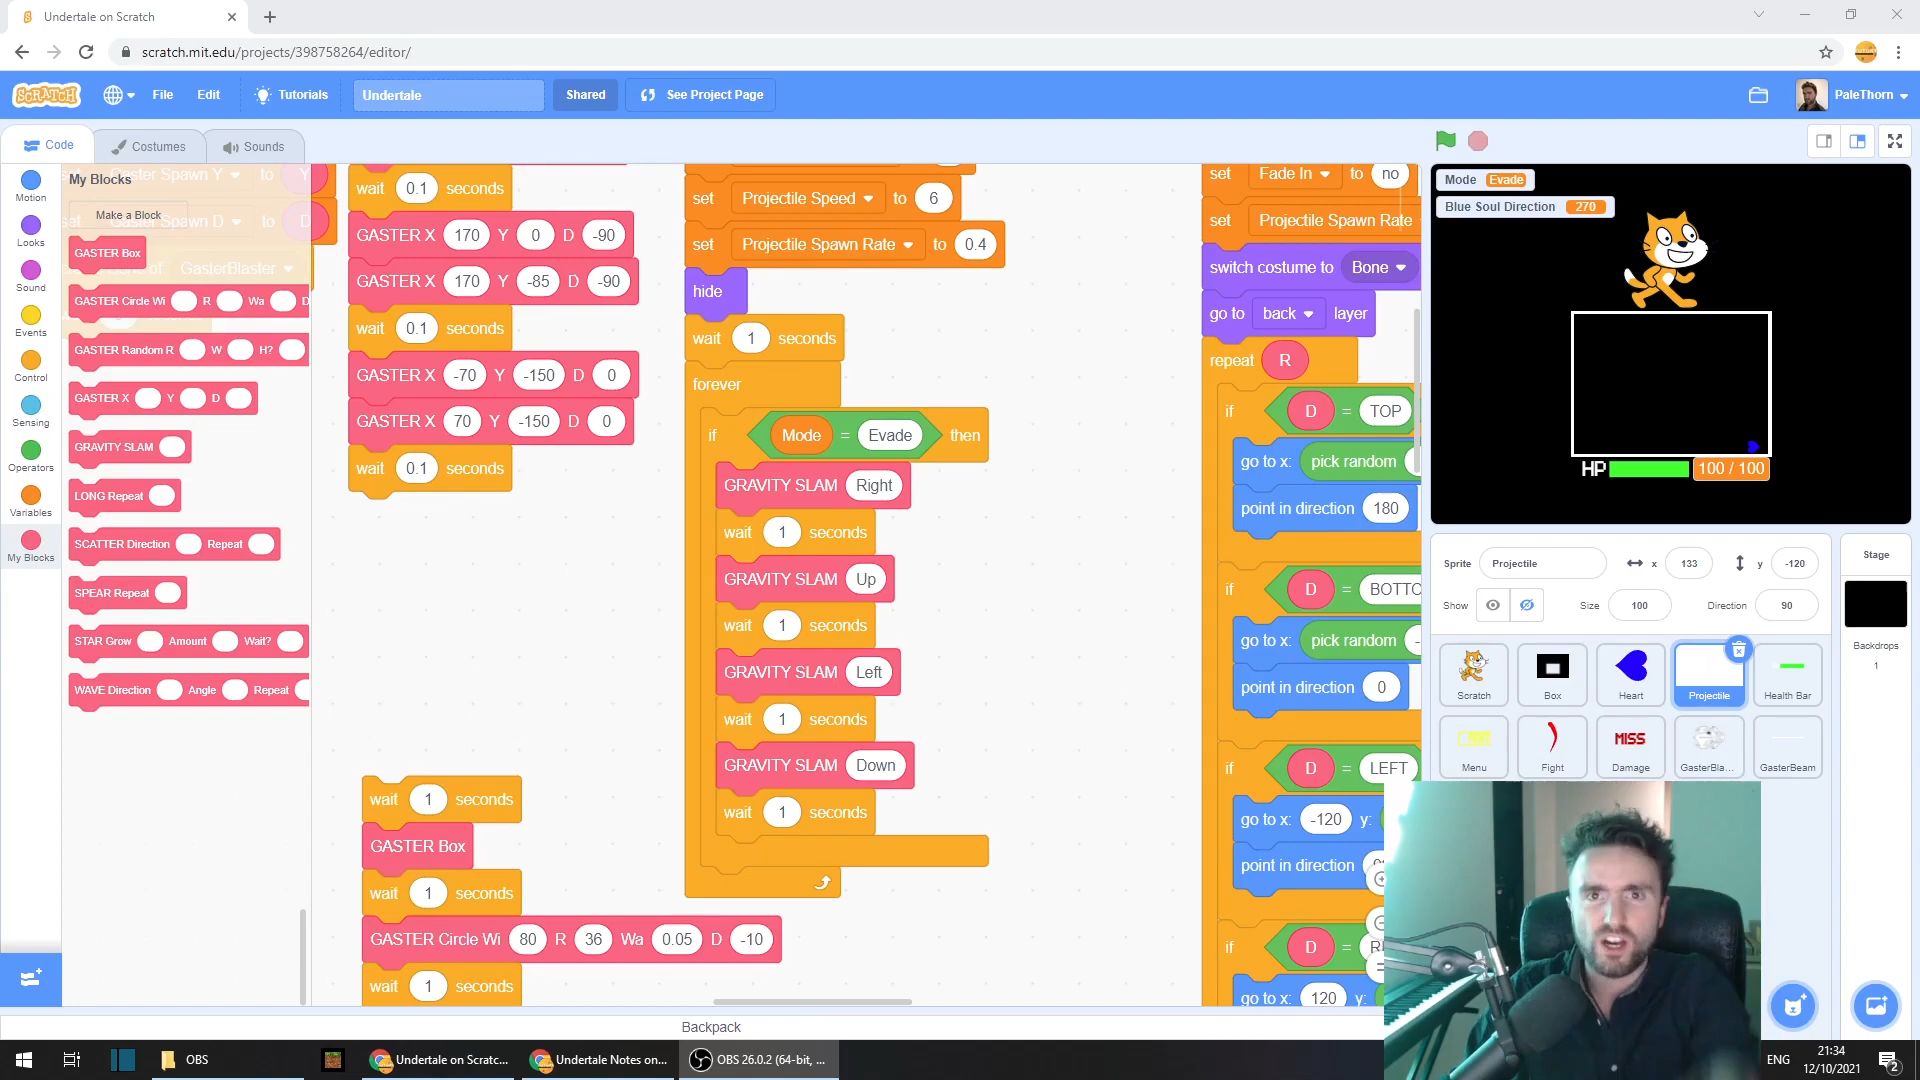 Undertale on Scratch
scratch.mit.edu/projects/398758264/editor/
SCRATCH
File
Edit
Tutorials
Undertale
Shared
See Project Page
PaleThorn
Code
Costumes
Sounds
Motion
Looks
Sound
Events
Control
Sensing
Operators
Variables
My Blocks
My Blocks
Make a Block
GASTER Box
GASTER Circle Wi R Wa D
GASTER Random R W H?
GASTER X Y D
GRAVITY SLAM
LONG Repeat
SCATTER Direction Repeat
SPEAR Repeat
STAR Grow Amount Wait?
WAVE Direction Angle Repeat
set Gaster Spawn Y to Y
set Gaster Spawn D to D
of GasterBlaster
wait 0.1 seconds
GASTER X 170 Y 0 D -90
GASTER X 170 Y -85 D -90
wait 0.1 seconds
GASTER X -70 Y -150 D 0
GASTER X 70 Y -150 D 0
wait 0.1 seconds
wait 1 seconds
GASTER Box
wait 1 seconds
GASTER Circle Wi 80 R 36 Wa 0.05 D -10
wait 1 seconds
set Projectile Speed to 6
set Projectile Spawn Rate to 0.4
hide
wait 1 seconds
forever
if Mode = Evade then
GRAVITY SLAM Right
wait 1 seconds
GRAVITY SLAM Up
wait 1 seconds
GRAVITY SLAM Left
wait 1 seconds
GRAVITY SLAM Down
wait 1 seconds
set Fade In to no
set Projectile Spawn Rate
switch costume to Bone
go to back layer
repeat R
if D = TOP
go to x: pick random
point in direction 180
if D = BOTTO
go to x: pick random -
point in direction 0
if D = LEFT
go to x: -120 y:
point in direction
if D =
go to x: 120 y:
Backpack
Mode Evade
Blue Soul Direction 270
HP 100 / 100
Sprite Projectile x 133 y -120
Show Size 100 Direction 90
Scratch
Box
Heart
Projectile
Health Bar
Menu
Fight
MISS
Damage
GasterBla...
GasterBeam
Stage
Backdrops
1
OBS
Undertale on Scratc...
Undertale Notes on...
OBS 26.0.2 (64-bit, ...
ENG
21:34
12/10/2021
2